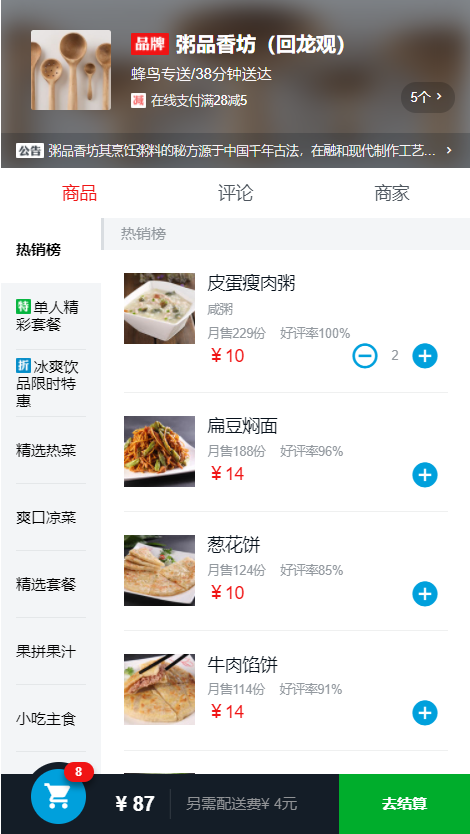 品牌 粥品香坊（回龙观）
蜂鸟专送/38分钟送达
减 在线支付满28减5
5个 >
公告 粥品香坊其烹饪粥料的秘方源于中国千年古法，在融和现代制作工艺... >
商品 评论 商家
热销榜
热销榜
特 单人精
彩套餐
折 冰爽饮
品限时特
惠
精选热菜
爽口凉菜
精选套餐
果拼果汁
小吃主食
皮蛋瘦肉粥
咸粥
月售229份 好评率100%
¥ 10
2
扁豆焖面
月售188份 好评率96%
¥ 14
葱花饼
月售124份 好评率85%
¥ 10
牛肉馅饼
月售114份 好评率91%
¥ 14
8
¥ 87
另需配送费¥ 4元
去结算